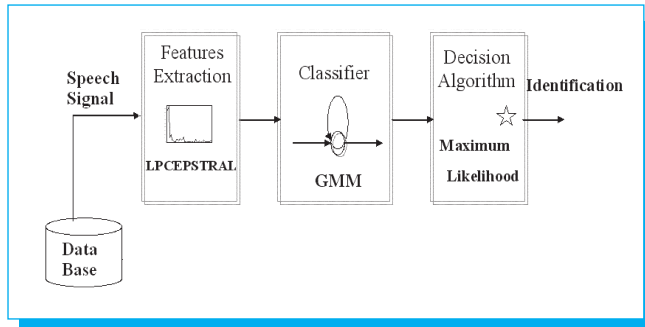 Speech
Signal
Features
Extraction
LPCEPSTRAL
Classifier
GMM
Decision
Algorithm
Maximum
Likelihood
Identification
Data
Base